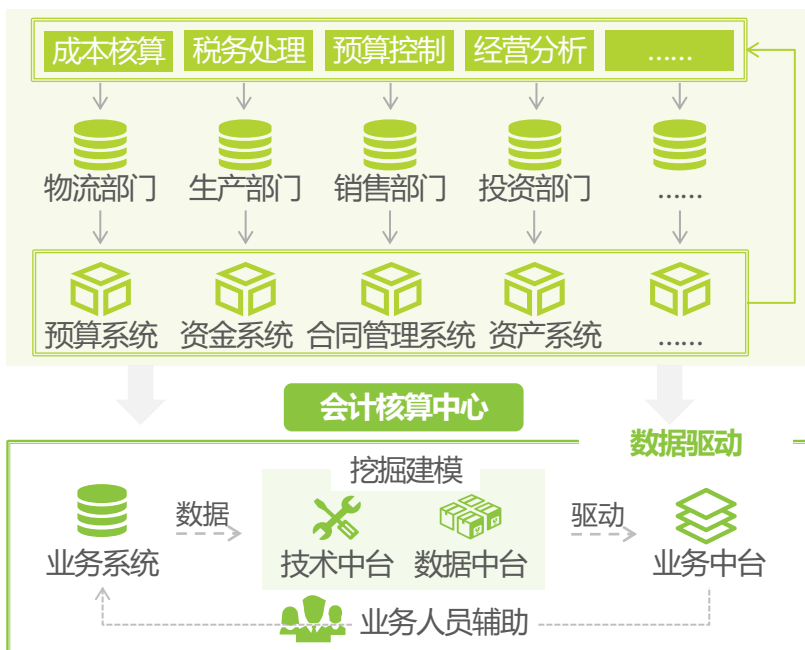 成本核算 税务处理 预算控制 经营分析 ……
物流部门 生产部门 销售部门 投资部门 ……
预算系统 资金系统 合同管理系统 资产系统 ……
会计核算中心
数据驱动
挖掘建模
数据 驱动
业务系统 技术中台 数据中台 业务中台
业务人员辅助